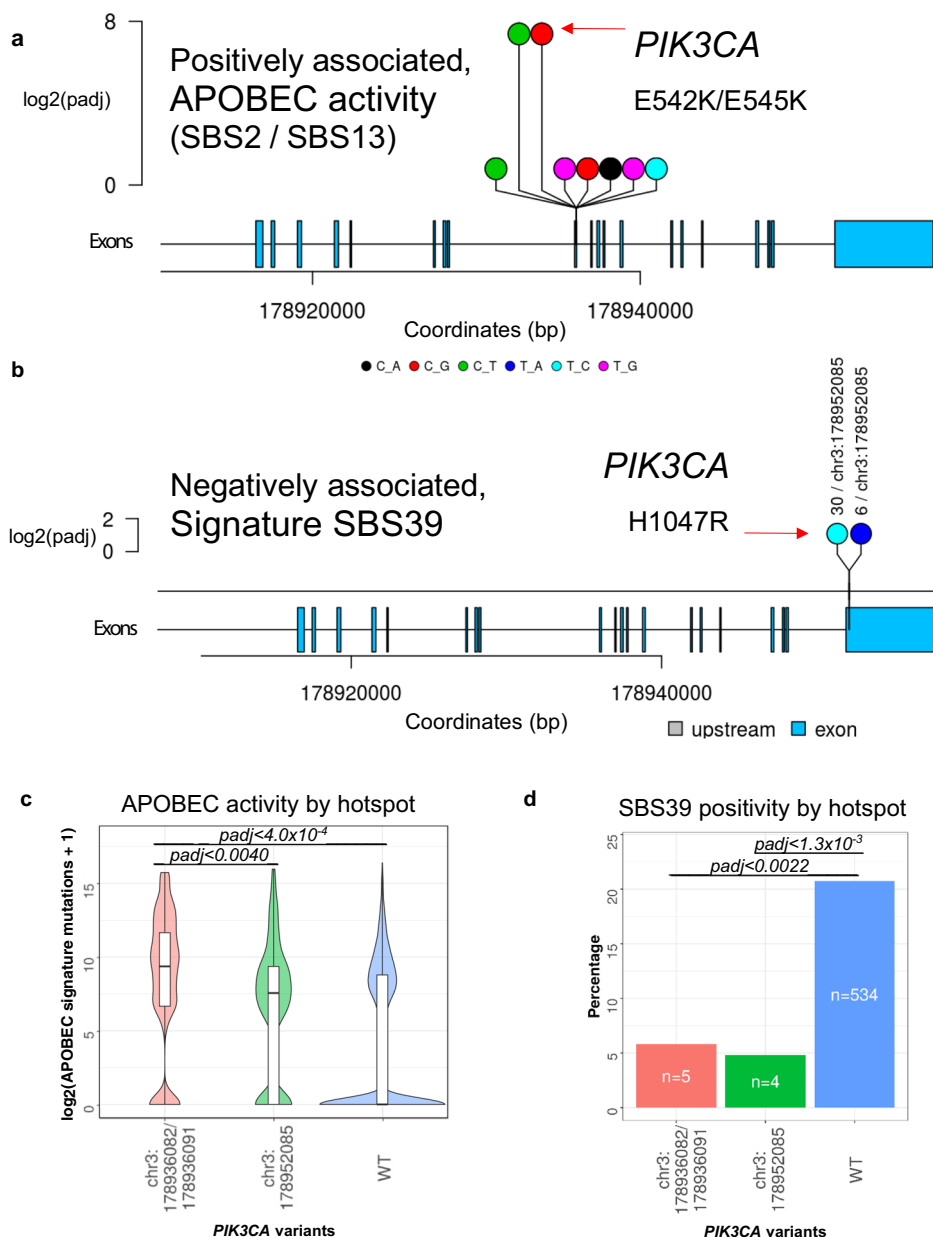 a
8
log2(padj)
0
Positively associated,
APOBEC activity
(SBS2 / SBS13)
PIK3CA
E542K/E545K
Exons
178920000
178940000
Coordinates (bp)
C_A C_G C_T T_A T_C T_G
b
Negatively associated,
Signature SBS39
PIK3CA
H1047R
30 / chr3:178952085
6 / chr3:178952085
2
log2(padj)
0
Exons
178920000
178940000
Coordinates (bp)
upstream exon
c
APOBEC activity by hotspot
padj<4.0x10⁻⁴
padj<0.0040
log2(APOBEC signature mutations + 1)
15
10
5
0
chr3:
178936082/
178936091
chr3:
178952085
WT
PIK3CA variants
d
SBS39 positivity by hotspot
padj<1.3x10⁻³
padj<0.0022
Percentage
25
20
15
10
5
0
n=5
n=4
n=534
chr3:
178936082/
178936091
chr3:
178952085
WT
PIK3CA variants